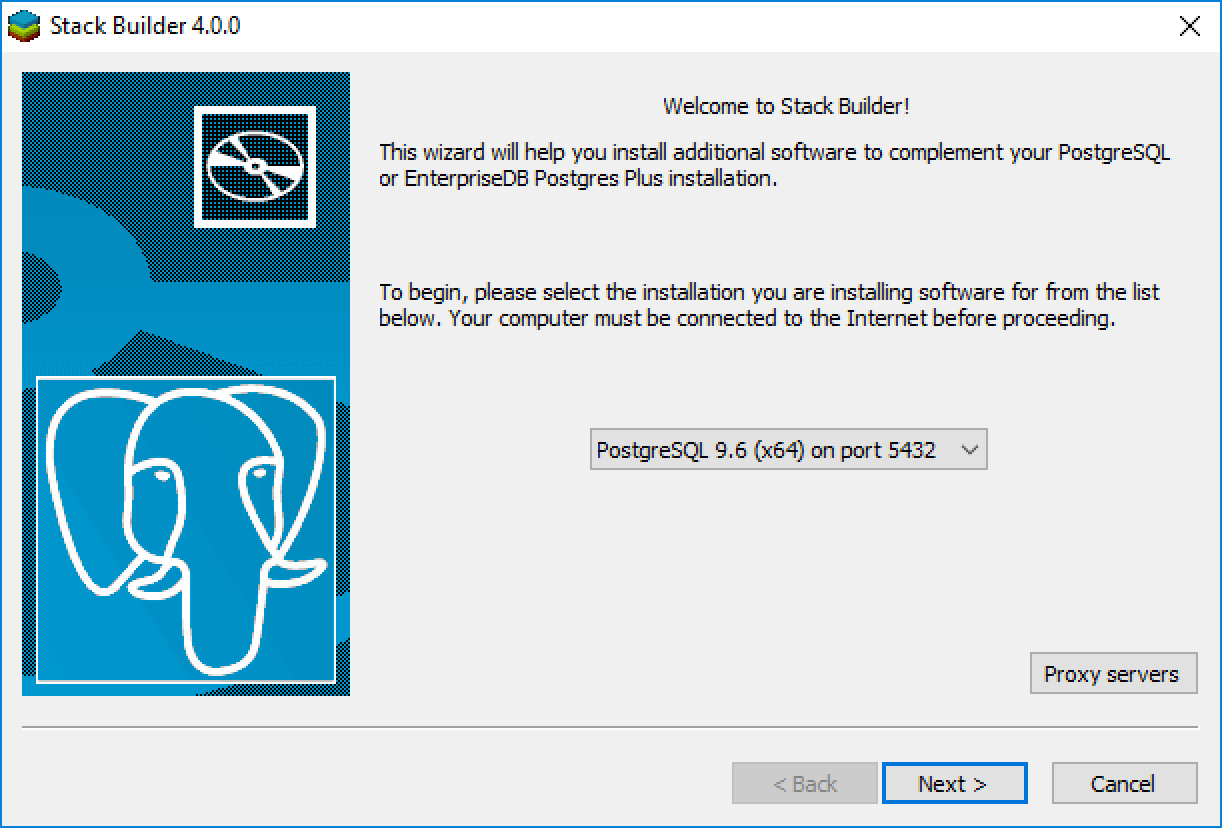 Stack Builder 4.0.0
Welcome to Stack Builder!
This wizard will help you install additional software to complement your PostgreSQL
or EnterpriseDB Postgres Plus installation.
To begin, please select the installation you are installing software for from the list
below. Your computer must be connected to the Internet before proceeding.
PostgreSQL 9.6 (x64) on port 5432
Proxy servers
< Back
Next >
Cancel